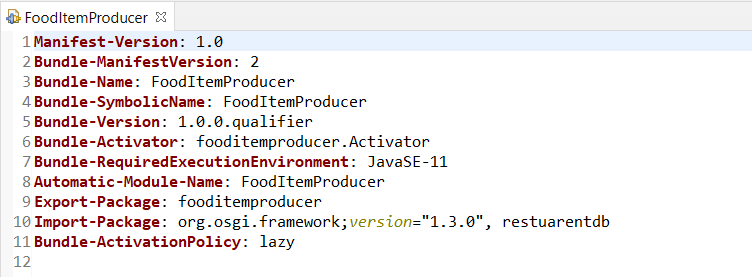 FoodItemProducer
1 Manifest-Version: 1.0
2 Bundle-ManifestVersion: 2
3 Bundle-Name: FoodItemProducer
4 Bundle-SymbolicName: FoodItemProducer
5 Bundle-Version: 1.0.0.qualifier
6 Bundle-Activator: fooditemproducer.Activator
7 Bundle-RequiredExecutionEnvironment: JavaSE-11
8 Automatic-Module-Name: FoodItemProducer
9 Export-Package: fooditemproducer
10 Import-Package: org.osgi.framework;version="1.3.0", restuarentdb
11 Bundle-ActivationPolicy: lazy
12